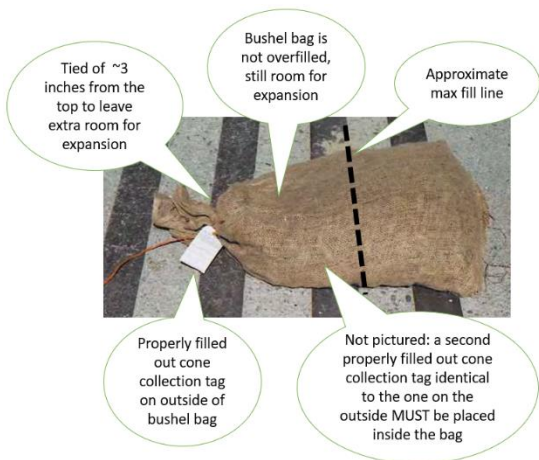 Bushel bag
is not overfilled,
still room for
expansion
Tied of  ~3
inches from the
top to leave
extra room for
expansion
Approximate
max fill line
Properly filled
out cone
collection tag
on outside of
bushel bag
Not pictured: a second
properly filled out cone
collection tag identical
to the one on the
outside MUST be placed
inside the bag